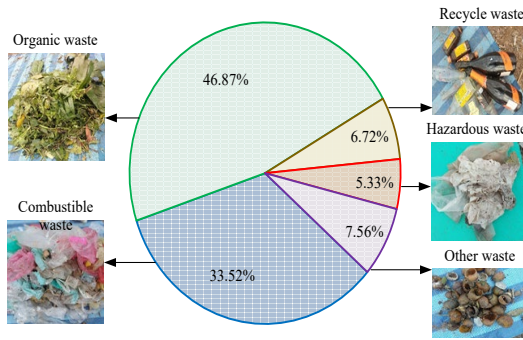 Organic waste
46.87%
Recycle waste
6.72%
Hazardous waste
5.33%
Combustible
waste
33.52%
7.56%
Other waste